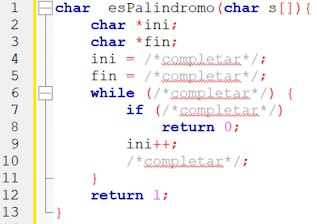 1 char esPalindromo(char s[]){
2 char *ini;
3 char *fin;
4 ini = /*completar*/;
5 fin = /*completar*/;
6 while (/*completar*/) {
7 if (/*completar*/)
8 return 0;
9 ini++;
10 /*completar*/;
11 }
12 return 1;
13 }